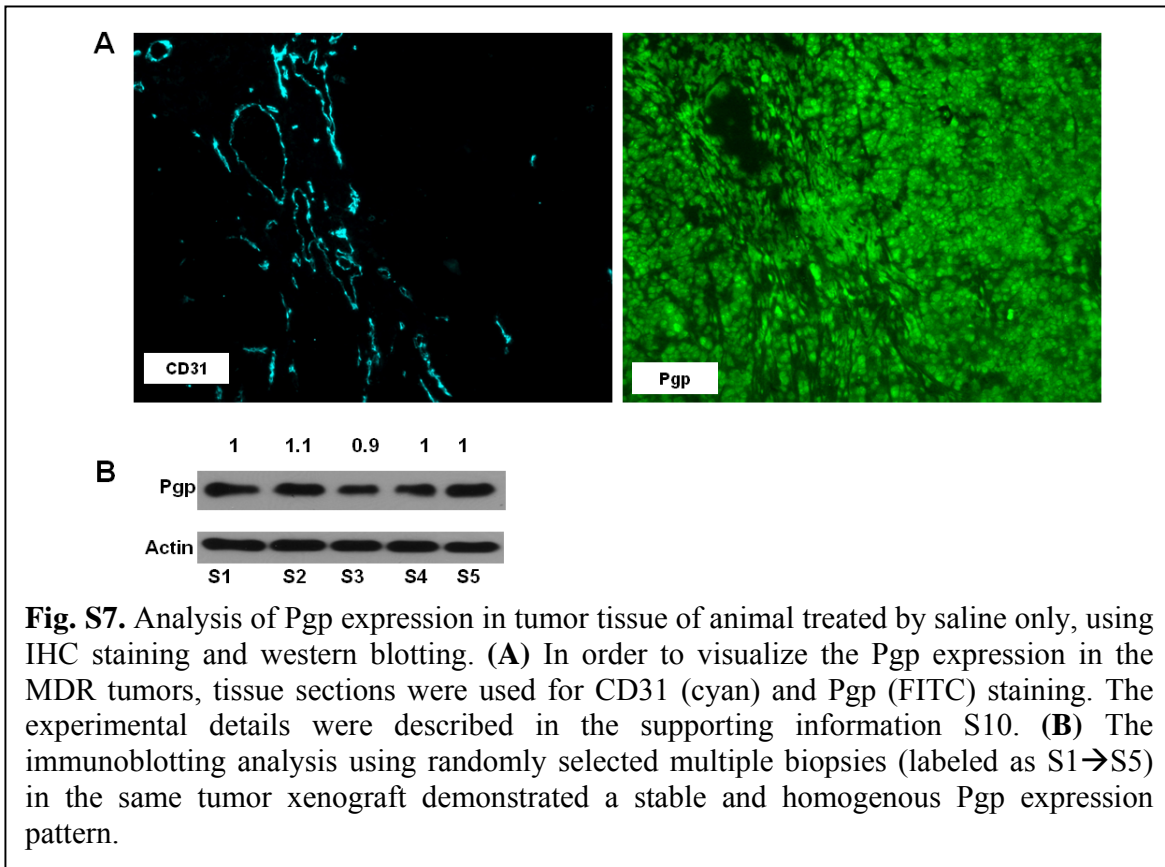 A
CD31
Pgp
1 1.1 0.9 1 1
B
Pgp
Actin
S1 S2 S3 S4 S5
Fig. S7. Analysis of Pgp expression in tumor tissue of animal treated by saline only, using
IHC staining and western blotting. (A) In order to visualize the Pgp expression in the
MDR tumors, tissue sections were used for CD31 (cyan) and Pgp (FITC) staining. The
experimental details were described in the supporting information S10. (B) The
immunoblotting analysis using randomly selected multiple biopsies (labeled as S1→S5)
in the same tumor xenograft demonstrated a stable and homogenous Pgp expression
pattern.